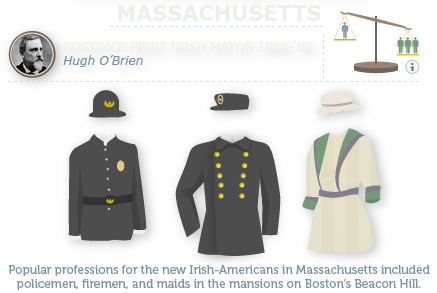 MASSACHUSETTS
BOSTON'S FIRST IRISH MAYOR 1885-'89
Hugh O'Brien
i
Popular professions for the new Irish-Americans in Massachusetts included
policemen, firemen, and maids in the mansions on Boston's Beacon Hill.